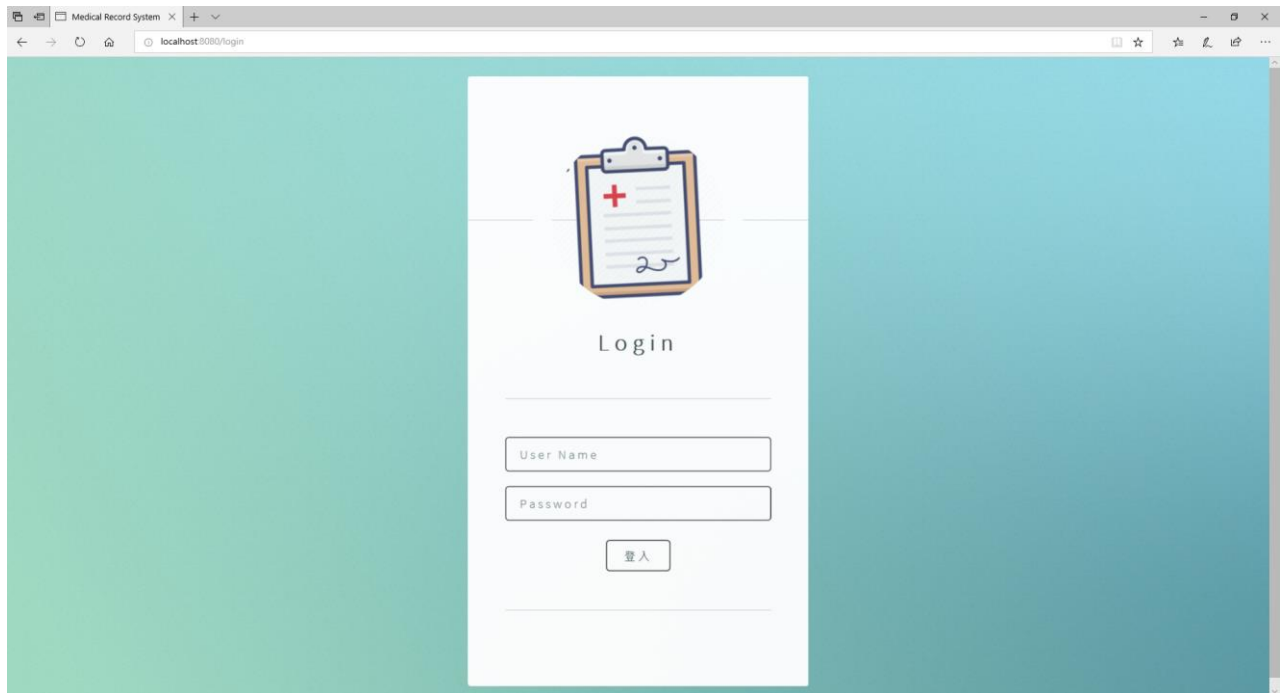 Medical Record System
localhost:8080/login
Login
User Name
Password
登入